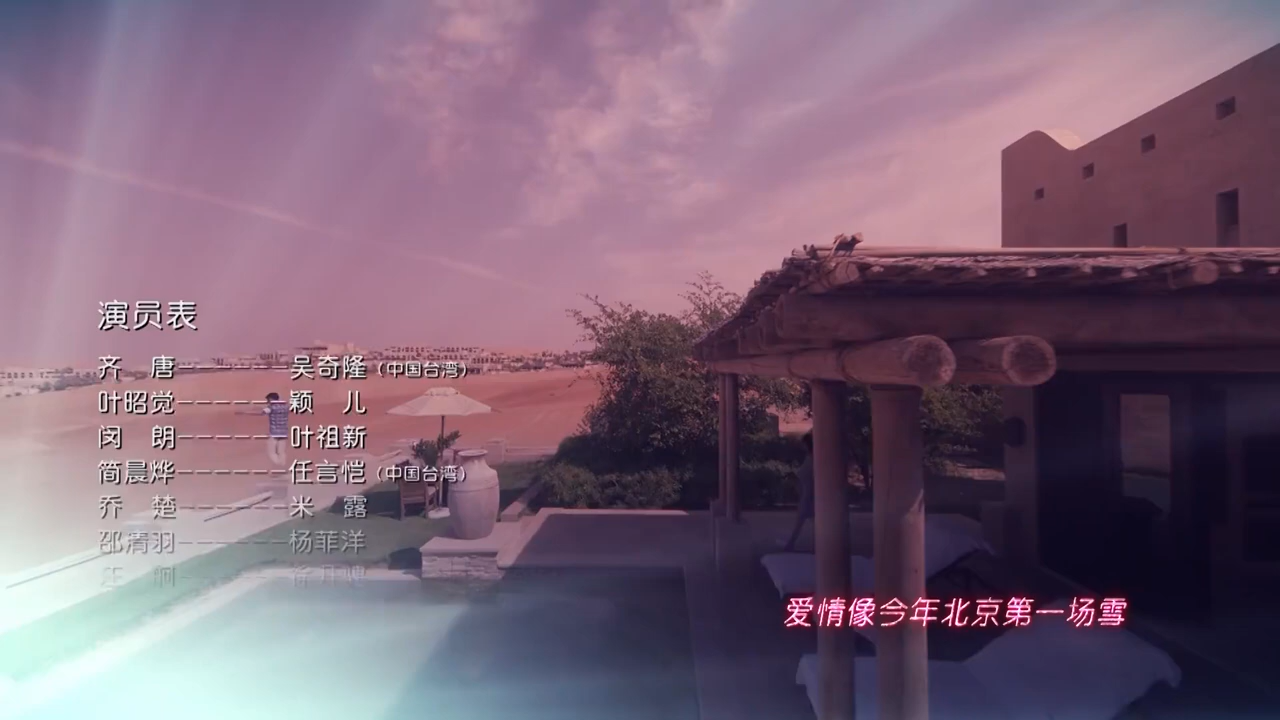 演员表
齐 唐------吴奇隆(中国台湾)
叶昭觉------颖 儿
闵 朗------叶祖新
简晨烨------任言恺(中国台湾)
乔 楚------米 露
邵清羽------杨菲洋
爱情像今年北京第一场雪